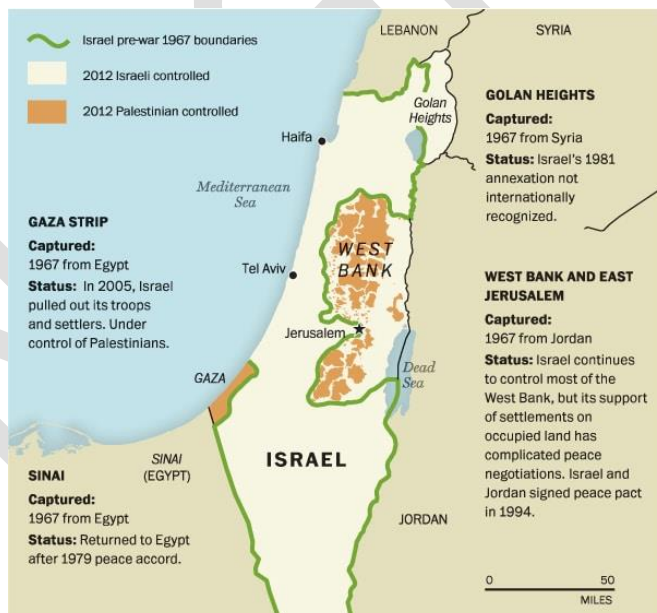 Israel pre-war 1967 boundaries
2012 Israeli controlled
2012 Palestinian controlled
LEBANON
SYRIA
Golan
Heights
Haifa
Mediterranean
Sea
Tel Aviv
WEST
BANK
Jerusalem
Dead
Sea
GAZA
SINAI
(EGYPT)
ISRAEL
JORDAN
GOLAN HEIGHTS
Captured:
1967 from Syria
Status: Israel's 1981
annexation not
internationally
recognized.
GAZA STRIP
Captured:
1967 from Egypt
Status: In 2005, Israel
pulled out its troops
and settlers. Under
control of Palestinians.
WEST BANK AND EAST
JERUSALEM
Captured:
1967 from Jordan
Status: Israel continues
to control most of the
West Bank, but its support
of settlements on
occupied land has
complicated peace
negotiations. Israel and
Jordan signed peace pact
in 1994.
SINAI
Captured:
1967 from Egypt
Status: Returned to Egypt
after 1979 peace accord.
0 50
MILES